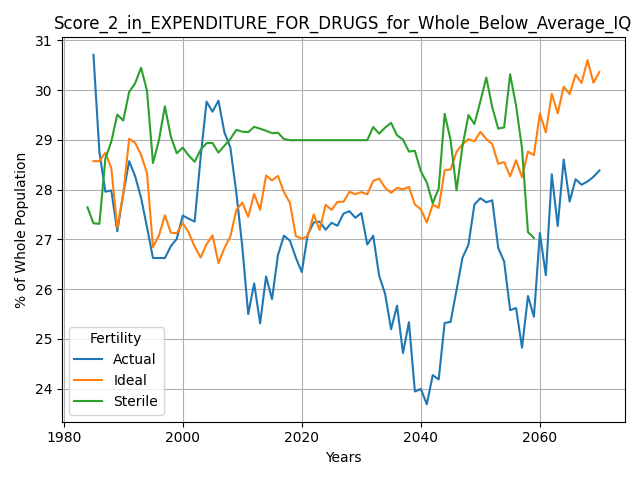 Score_2_in_EXPENDITURE_FOR_DRUGS_for_Whole_Below_Average_IQ
31
30
29
28
27
26
25
24
% of Whole Population
Fertility
Actual
Ideal
Sterile
1980
2000
2020
2040
2060
Years